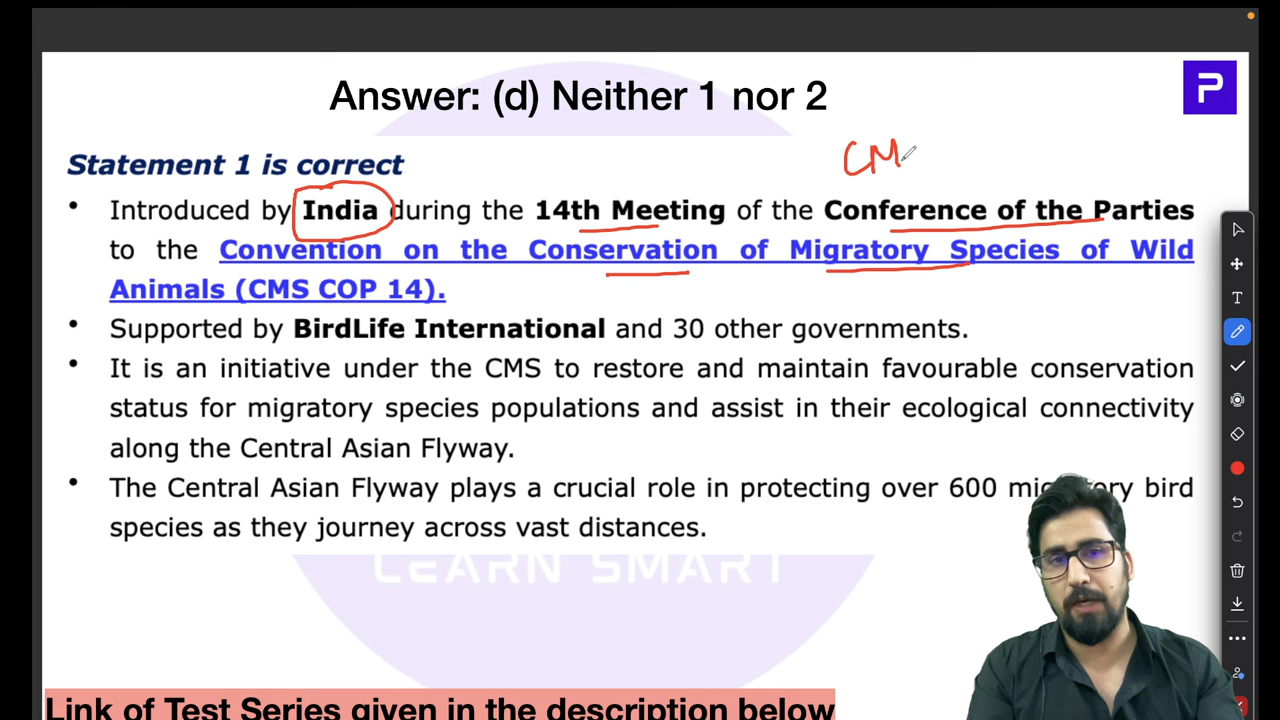 Answer: (d) Neither 1 nor 2
P
Statement 1 is correct
CM
• Introduced by India during the 14th Meeting of the Conference of the Parties
to the Convention on the Conservation of Migratory Species of Wild
Animals (CMS COP 14).
• Supported by BirdLife International and 30 other governments.
• It is an initiative under the CMS to restore and maintain favourable conservation
status for migratory species populations and assist in their ecological connectivity
along the Central Asian Flyway.
• The Central Asian Flyway plays a crucial role in protecting over 600 migratory bird
species as they journey across vast distances.
LEARN SMART
Link of Test Series given in the description below
T